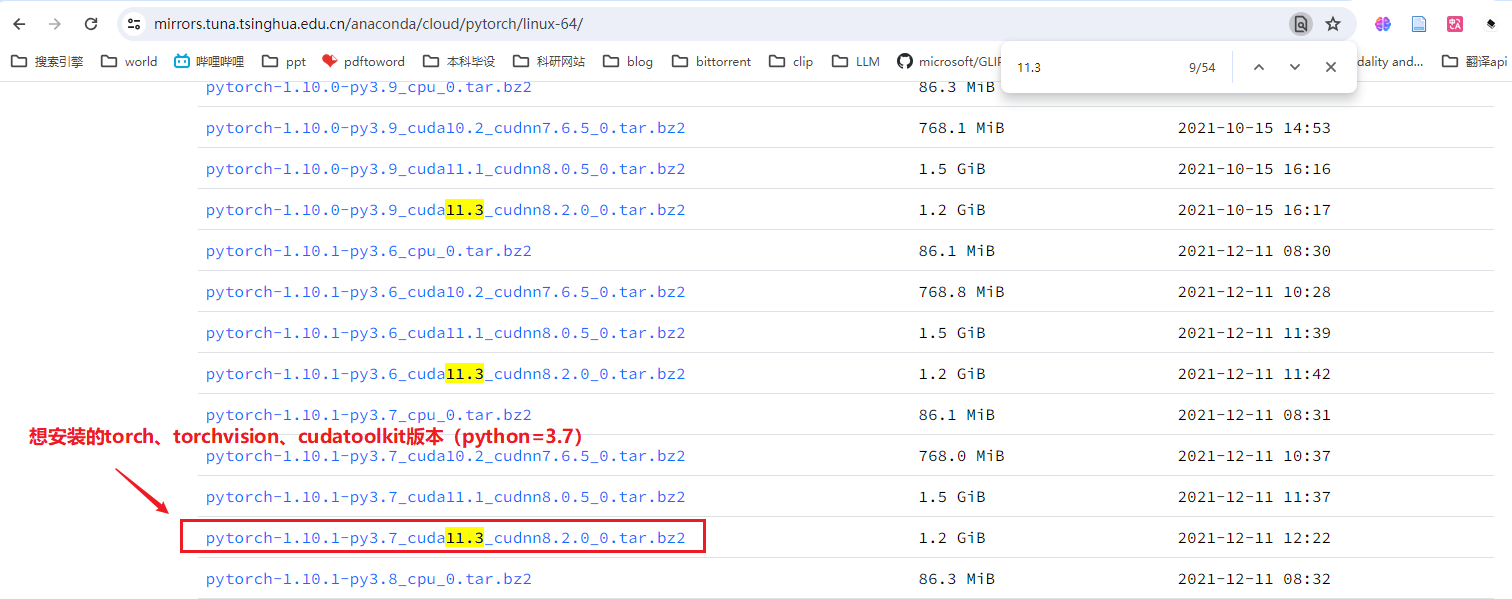 mirrors.tuna.tsinghua.edu.cn/anaconda/cloud/pytorch/linux-64/
搜索引擎 world 哔哩哔哩 ppt pdftoword 本科毕设 科研网站 blog bittorrent clip LLM microsoft/GLIP dality and... 翻译api
11.3 9/54
pytorch-1.10.0-py3.9_cpu_0.tar.bz2 86.3 MiB
pytorch-1.10.0-py3.9_cuda10.2_cudnn7.6.5_0.tar.bz2 768.1 MiB 2021-10-15 14:53
pytorch-1.10.0-py3.9_cuda11.1_cudnn8.0.5_0.tar.bz2 1.5 GiB 2021-10-15 16:16
pytorch-1.10.0-py3.9_cuda11.3_cudnn8.2.0_0.tar.bz2 1.2 GiB 2021-10-15 16:17
pytorch-1.10.1-py3.6_cpu_0.tar.bz2 86.1 MiB 2021-12-11 08:30
pytorch-1.10.1-py3.6_cuda10.2_cudnn7.6.5_0.tar.bz2 768.8 MiB 2021-12-11 10:28
pytorch-1.10.1-py3.6_cuda11.1_cudnn8.0.5_0.tar.bz2 1.5 GiB 2021-12-11 11:39
pytorch-1.10.1-py3.6_cuda11.3_cudnn8.2.0_0.tar.bz2 1.2 GiB 2021-12-11 11:42
pytorch-1.10.1-py3.7_cpu_0.tar.bz2 86.1 MiB 2021-12-11 08:31
想安装的torch、torchvision、cudatoolkit版本（python=3.7）
pytorch-1.10.1-py3.7_cuda10.2_cudnn7.6.5_0.tar.bz2 768.0 MiB 2021-12-11 10:37
pytorch-1.10.1-py3.7_cuda11.1_cudnn8.0.5_0.tar.bz2 1.5 GiB 2021-12-11 11:37
pytorch-1.10.1-py3.7_cuda11.3_cudnn8.2.0_0.tar.bz2 1.2 GiB 2021-12-11 12:22
pytorch-1.10.1-py3.8_cpu_0.tar.bz2 86.3 MiB 2021-12-11 08:32